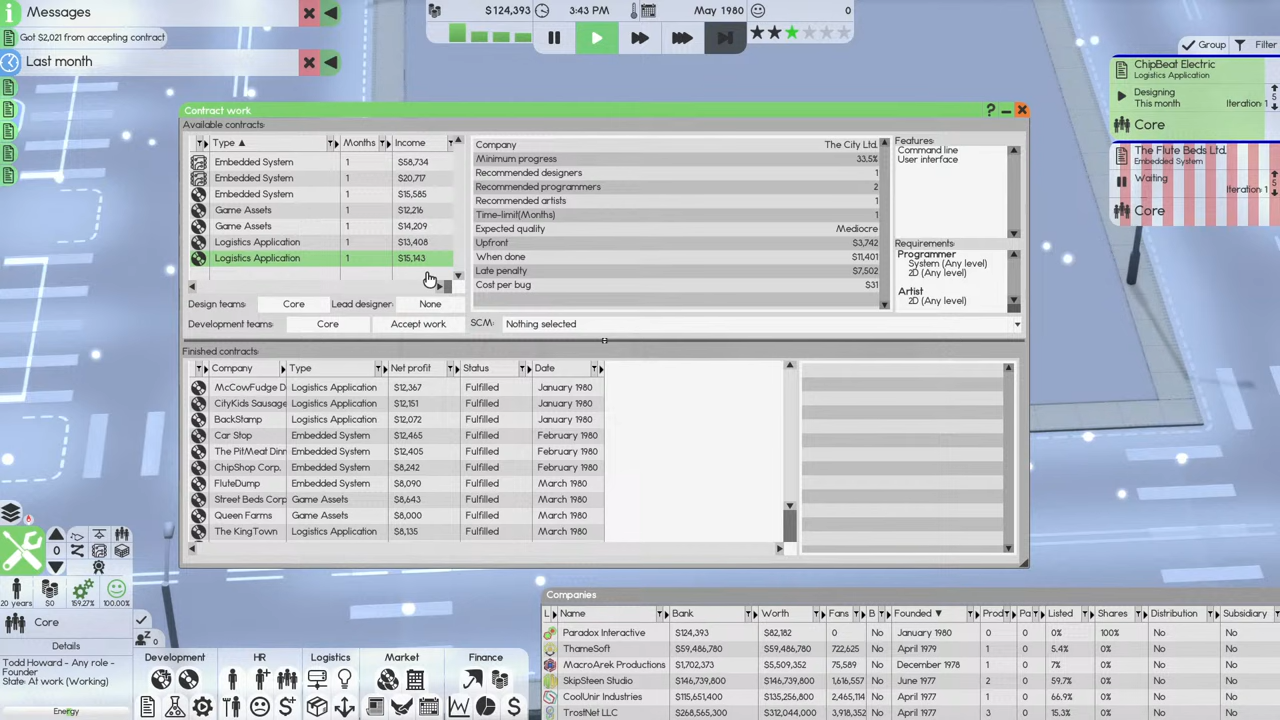 Messages
Got $2,021 from accepting contract
Last month
$124,393
3:43 PM
May 1980
0
Group
Filter
ChipBeat Electric
Logistics Application
Designing
This month
Iteration 1
5
Core
The Flute Beds Ltd.
Embedded System
Waiting
Iteration 1
5
Core
Contract work
?
Available contracts:
Type Months Income
Embedded System 1 $58,734
Embedded System 1 $20,717
Embedded System 1 $15,585
Game Assets 1 $12,216
Game Assets 1 $14,209
Logistics Application 1 $13,408
Logistics Application 1 $15,143
Company The City Ltd.
Minimum progress 33.5%
Recommended designers 1
Recommended programmers 2
Recommended artists 1
Time-limit(Months) 1
Expected quality Mediocre
Upfront $3,742
When done $11,401
Late penalty $7,502
Cost per bug $31
Features:
Command line
User interface
Requirements:
Programmer
System (Any level)
2D (Any level)
Artist
2D (Any level)
Design teams: Core Lead designer: None
Development teams: Core Accept work SCM: Nothing selected
Finished contracts:
Company Type Net profit Status Date
McCowFudge D Logistics Application $12,367 Fulfilled January 1980
CityKids Sausage Logistics Application $12,151 Fulfilled January 1980
BackStamp Logistics Application $12,072 Fulfilled January 1980
Car Stop Embedded System $12,465 Fulfilled February 1980
The PitMeat Dinn Embedded System $12,405 Fulfilled February 1980
ChipShop Corp. Embedded System $8,242 Fulfilled February 1980
FluteDump Embedded System $8,090 Fulfilled March 1980
Street Beds Corp Game Assets $8,643 Fulfilled March 1980
Queen Farms Game Assets $8,000 Fulfilled March 1980
The KingTown Logistics Application $8,135 Fulfilled March 1980
0
20 years $0 159.27% 100.00%
Core
Z 0
Details
Todd Howard - Any role -
Founder
State: At work (Working)
Energy
Development HR Logistics Market Finance
Companies
L Name Bank Worth Fans B Founded Prod Pa Listed Shares Distribution Subsidiary
Paradox Interactive $124,393 $82,182 0 No January 1980 0 0 0% 100% No No
ThameSoft $59,486,780 $59,486,780 722,62 No April 1979 1 0 5.4% 0% No No
MacroArek Productions $1,702,373 $5,509,352 75,589 No December 1978 1 0 7% 0% No No
SkipSteen Studio $146,739,800 $146,739,800 1,616,557 No June 1977 2 0 59.7% 0% No No
CoolUnir Industries $115,651,400 $135,256,800 2,465,114 No April 1977 1 0 66.9% 0% No No
TrostNet LLC $268,565,300 $312,044,000 3,918,352 No April 1977 3 0 15.3% 0% No No